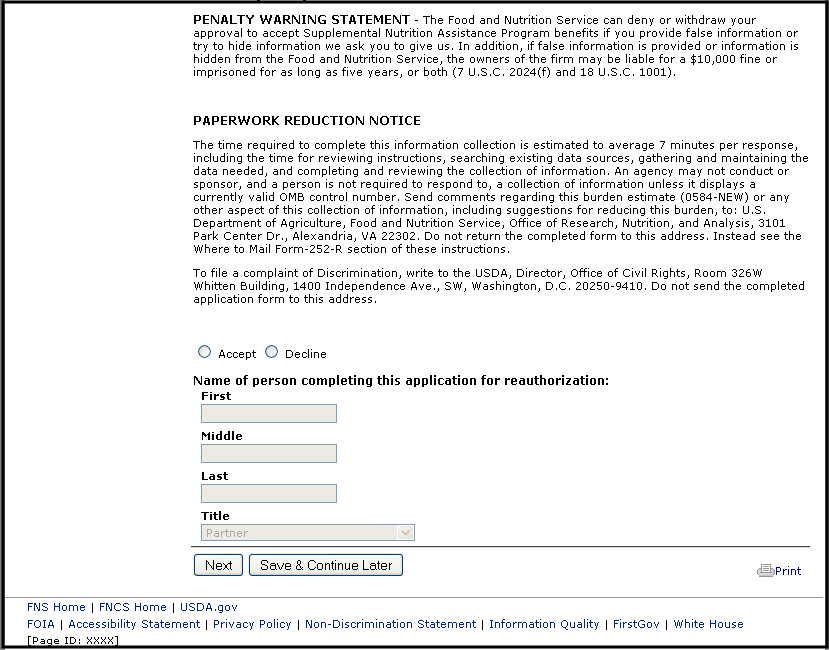 PENALTY WARNING STATEMENT - The Food and Nutrition Service can deny or withdraw your
approval to accept Supplemental Nutrition Assistance Program benefits if you provide false information or
try to hide information we ask you to give us. In addition, if false information is provided or information is
hidden from the Food and Nutrition Service, the owners of the firm may be liable for a $10,000 fine or
imprisoned for as long as five years, or both (7 U.S.C. 2024(f) and 18 U.S.C. 1001).
PAPERWORK REDUCTION NOTICE
The time required to complete this information collection is estimated to average 7 minutes per response,
including the time for reviewing instructions, searching existing data sources, gathering and maintaining the
data needed, and completing and reviewing the collection of information. An agency may not conduct or
sponsor, and a person is not required to respond to, a collection of information unless it displays a
currently valid OMB control number. Send comments regarding this burden estimate (0584-NEW) or any
other aspect of this collection of information, including suggestions for reducing this burden, to: U.S.
Department of Agriculture, Food and Nutrition Service, Office of Research, Nutrition, and Analysis, 3101
Park Center Dr., Alexandria, VA 22302. Do not return the completed form to this address. Instead see the
Where to Mail Form-252-R section of these instructions.
To file a complaint of Discrimination, write to the USDA, Director, Office of Civil Rights, Room 326W
Whitten Building, 1400 Independence Ave., SW, Washington, D.C. 20250-9410. Do not send the completed
application form to this address.
Accept Decline
Name of person completing this application for reauthorization:
First
Middle
Last
Title
Partner
Next Save & Continue Later
Print
FNS Home | FNCS Home | USDA.gov
FOIA | Accessibility Statement | Privacy Policy | Non-Discrimination Statement | Information Quality | FirstGov | White House
[Page ID: XXXX]